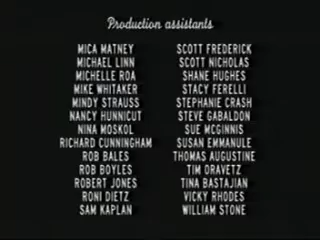 Production assistants
MICA MATNEY
MICHAEL LINN
MICHELLE ROA
MIKE WHITAKER
MINDY STRAUSS
NANCY HUNNICUT
NINA MOSKOL
RICHARD CUNNINGHAM
ROB BALES
ROB BOYLES
ROBERT JONES
RONI DIETZ
SAM KAPLAN
SCOTT FREDERICK
SCOTT NICHOLAS
SHANE HUGHES
STACY FERELLI
STEPHANIE CRASH
STEVE GABALDON
SUE MCGINNIS
SUSAN EMMANULE
THOMAS AUGUSTINE
TIM ORAVETZ
TINA BASTAJIAN
VICKY RHODES
WILLIAM STONE